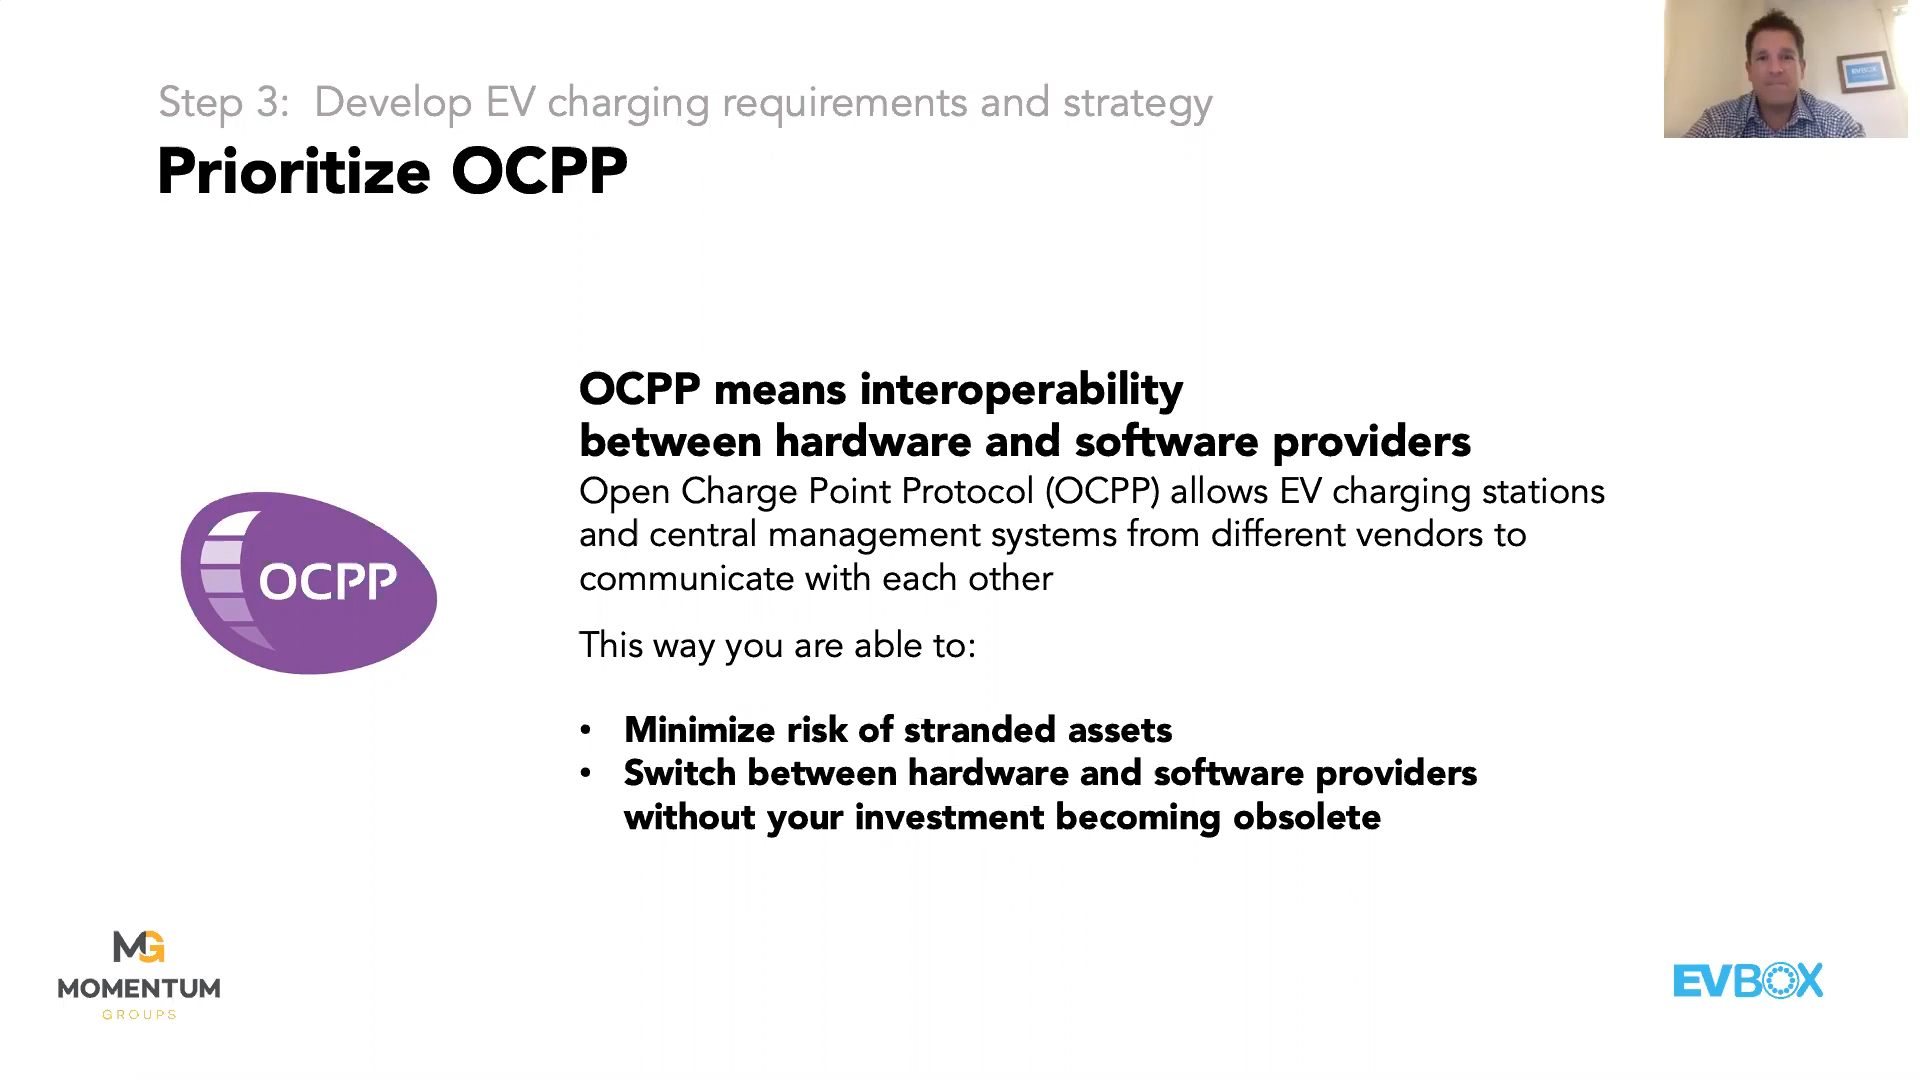 Step 3: Develop EV charging requirements and strategy
Prioritize OCPP
EVBOX
OCPP means interoperability
between hardware and software providers
Open Charge Point Protocol (OCPP) allows EV charging stations
and central management systems from different vendors to
communicate with each other
OCPP
This way you are able to:
• Minimize risk of stranded assets
• Switch between hardware and software providers
without your investment becoming obsolete
MG
MOMENTUM
GROUPS
EVBOX